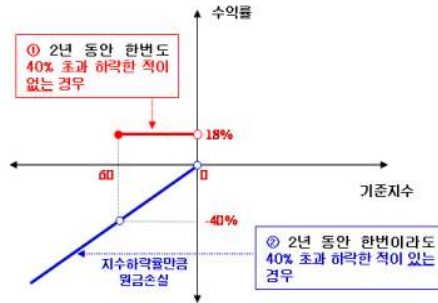 수익률
① 2년 동안 한번도
40% 초과 하락한 적이
없는 경우
18%
60
0
기준지수
-40%
지수하락률만큼
원금손실
② 2년 동안 한번이라도
40% 초과 하락한 적이 있는
경우